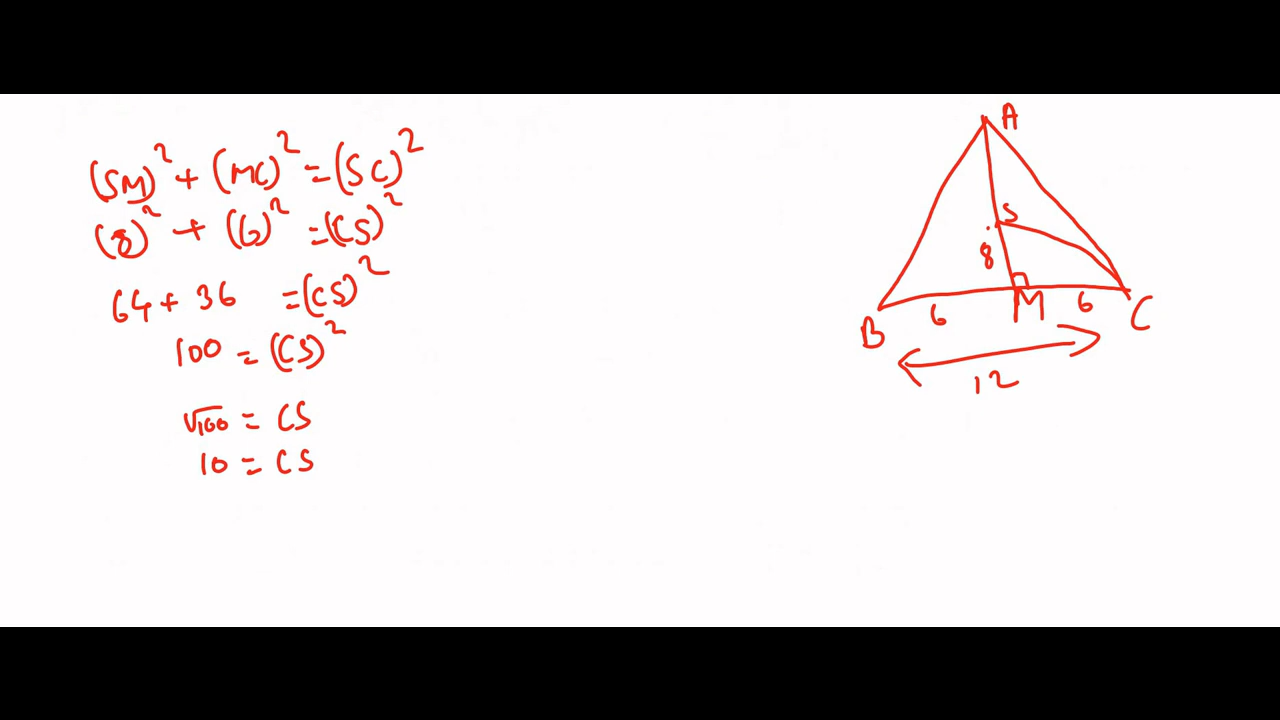 (SM)² + (MC)² = (SC)²
(8)² + (6)² = (CS)²
64 + 36 = (CS)²
100 = (CS)²
√100 = CS
10 = CS
A
S
8
B 6 M 6 C
12